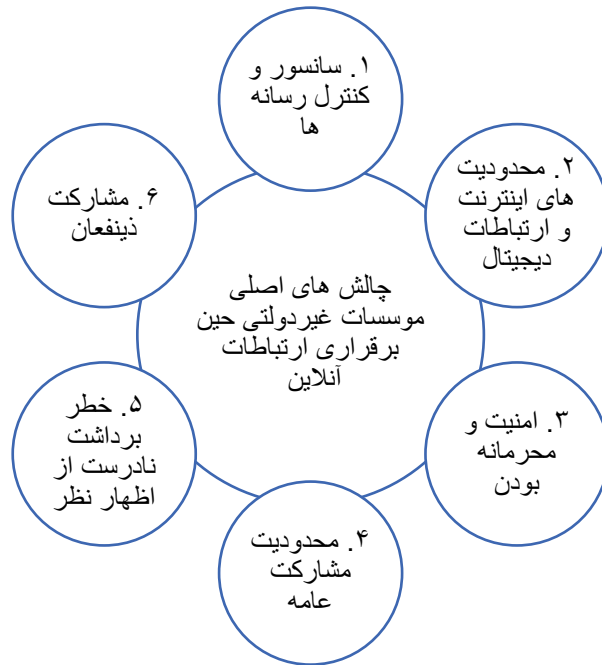 ۱. سانسور و
کنترل رسانه
ها
۲. محدودیت
های اینترنت
و ارتباطات
دیجیتال
۳. امنیت و
محرمانه
بودن
۴. محدودیت
مشارکت
عامه
۵. خطر
برداشت
نادرست از
اظهار نظر
۶. مشارکت
ذینفعان
چالش های اصلی
موسسات غیردولتی حین
برقراری ارتباطات
آنلاین